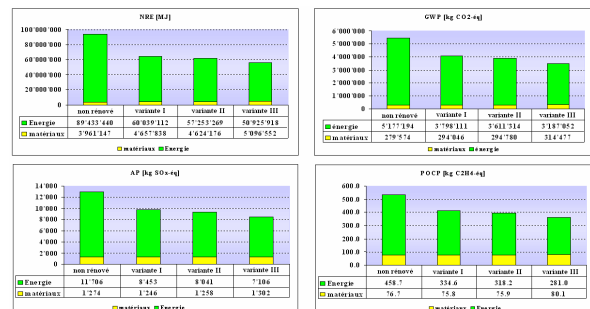 NRE [MJ]
100'000'000
80'000'000
60'000'000
40'000'000
20'000'000
0
non rénové variante I variante II variante III
Energie 89'433'440 60'039'112 57'253'269 50'925'918
matériaux 3'961'147 4'657'838 4'624'176 5'096'552
matériaux Energie
GWP [kg CO2-éq]
6'000'000
5'000'000
4'000'000
3'000'000
2'000'000
1'000'000
0
non rénové variante I variante II variante III
énergie 5'177'194 3'798'111 3'611'314 3'187'052
matériaux 279'574 294'046 294'780 314'477
matériaux énergie
AP [kg SOx-éq]
14'000
12'000
10'000
8'000
6'000
4'000
2'000
0
non rénové variante I variante II variante III
Energie 11'706 8'453 8'041 7'106
matériaux 1'274 1'246 1'258 1'302
matériaux Energie
POCP [kg C2H4-éq]
600.0
500.0
400.0
300.0
200.0
100.0
0.0
non rénové variante I variante II variante III
Energie 458.7 334.6 318.2 281.0
matériaux 76.7 75.8 75.9 80.1
matériaux Energie